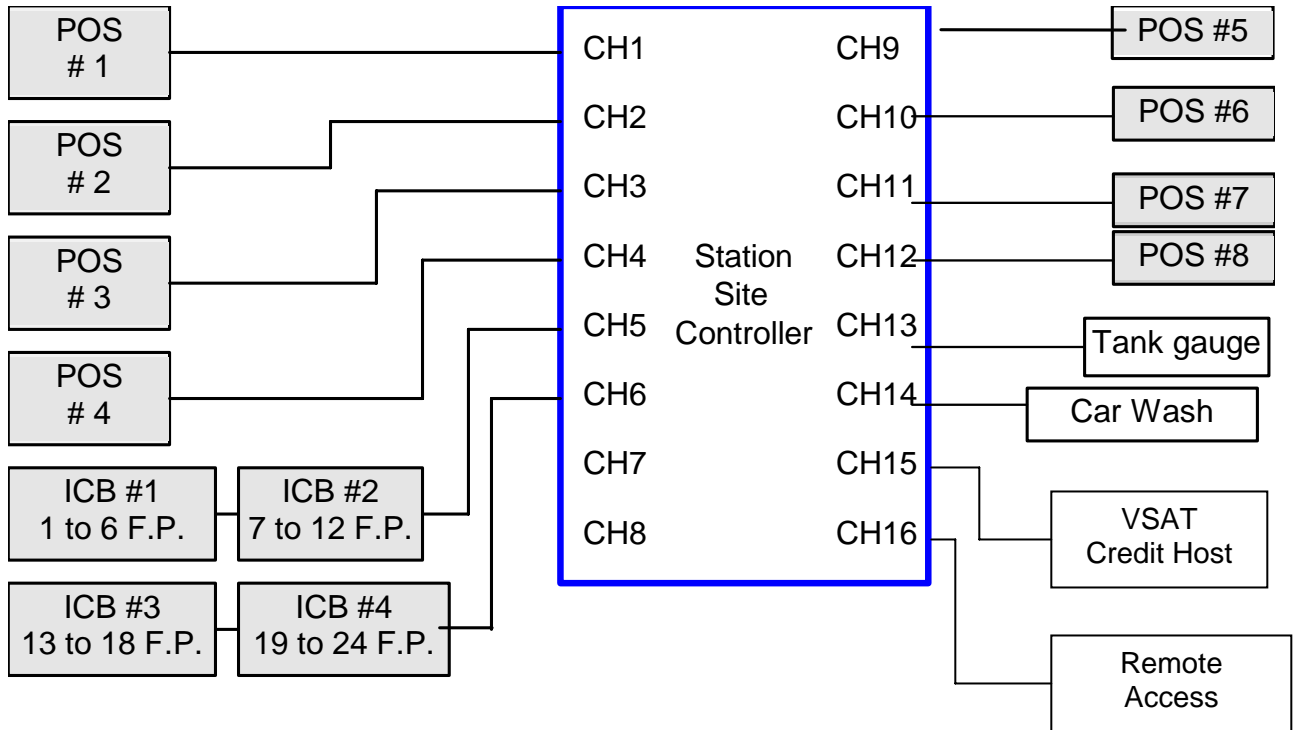 POS
# 1
POS
# 2
POS
# 3
POS
# 4
ICB #1
1 to 6 F.P.
ICB #2
7 to 12 F.P.
ICB #3
13 to 18 F.P.
ICB #4
19 to 24 F.P.
CH1
CH2
CH3
CH4
CH5
CH6
CH7
CH8
Station
Site
Controller
CH9
CH10
CH11
CH12
CH13
CH14
CH15
CH16
POS #5
POS #6
POS #7
POS #8
Tank gauge
Car Wash
VSAT
Credit Host
Remote
Access